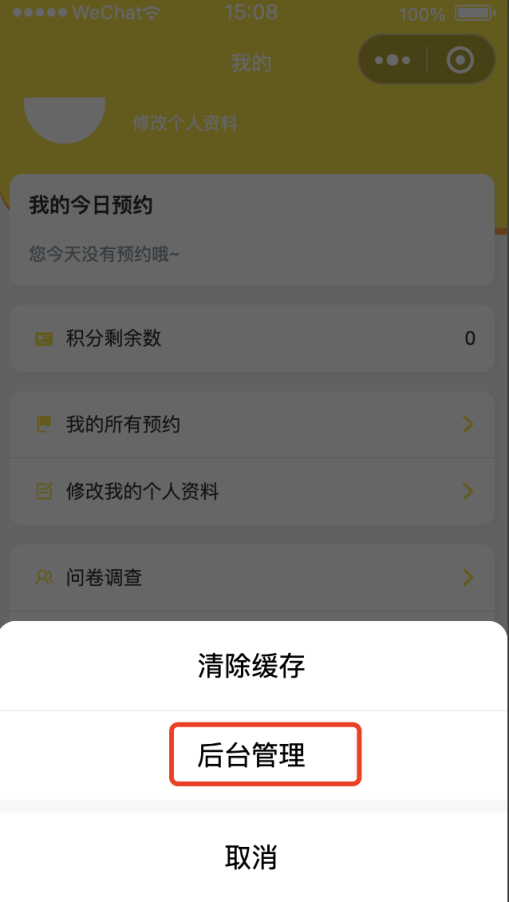 WeChat
15:08
100%
我的
修改个人资料
我的今日预约
您今天没有预约哦~
积分剩余数
0
我的所有预约
修改我的个人资料
问卷调查
清除缓存
后台管理
取消